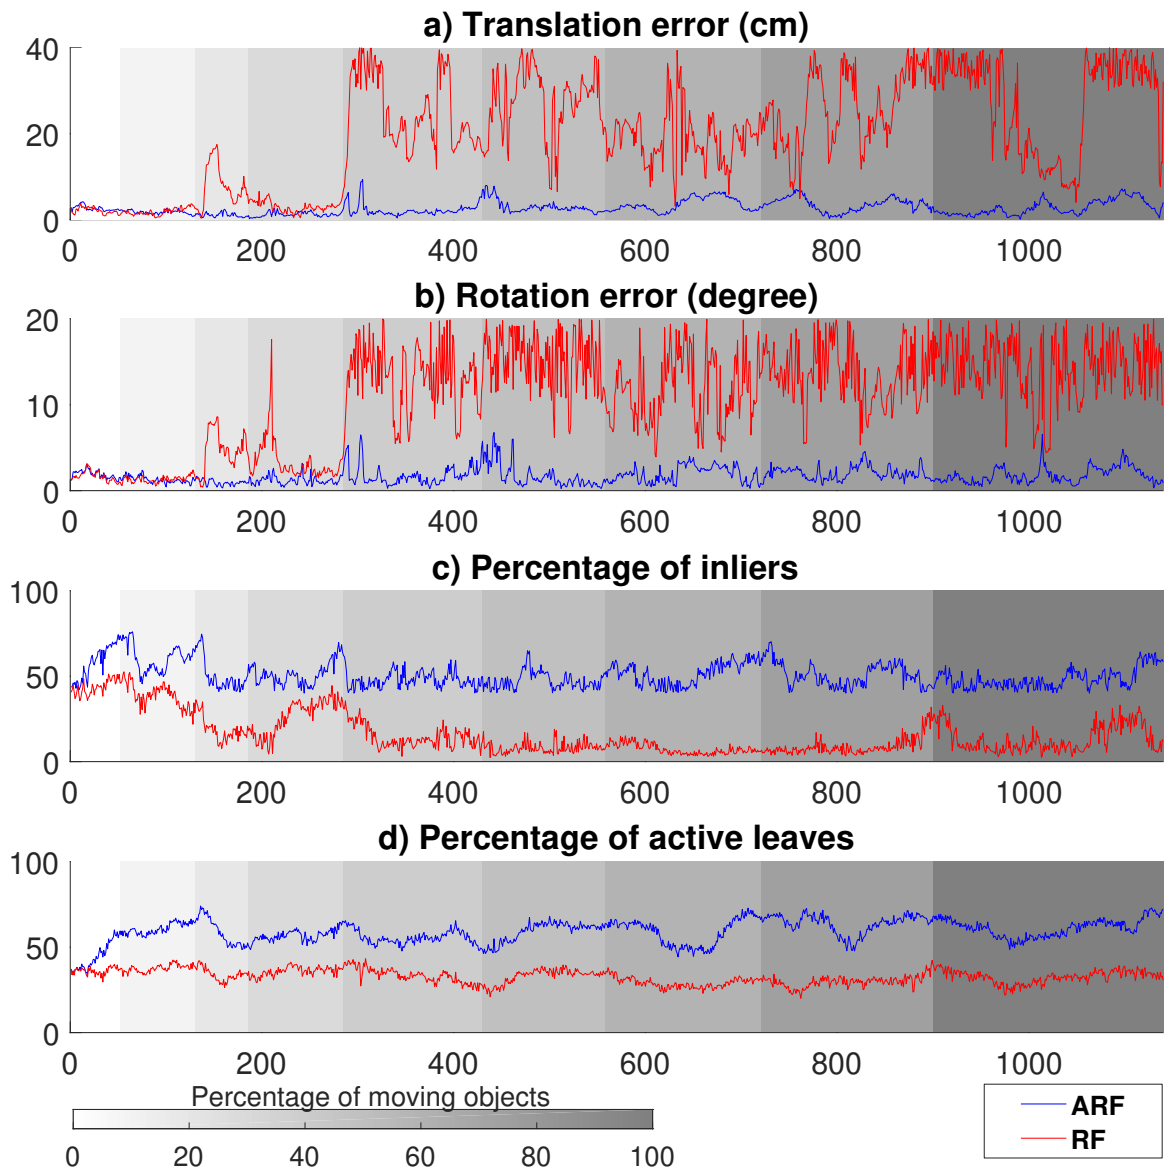 a) Translation error (cm)
40
20
0
0 200 400 600 800 1000
b) Rotation error (degree)
20
10
0
0 200 400 600 800 1000
c) Percentage of inliers
100
50
0
0 200 400 600 800 1000
d) Percentage of active leaves
100
50
0
0 200 400 600 800 1000
Percentage of moving objects
0 20 40 60 80 100
ARF
RF